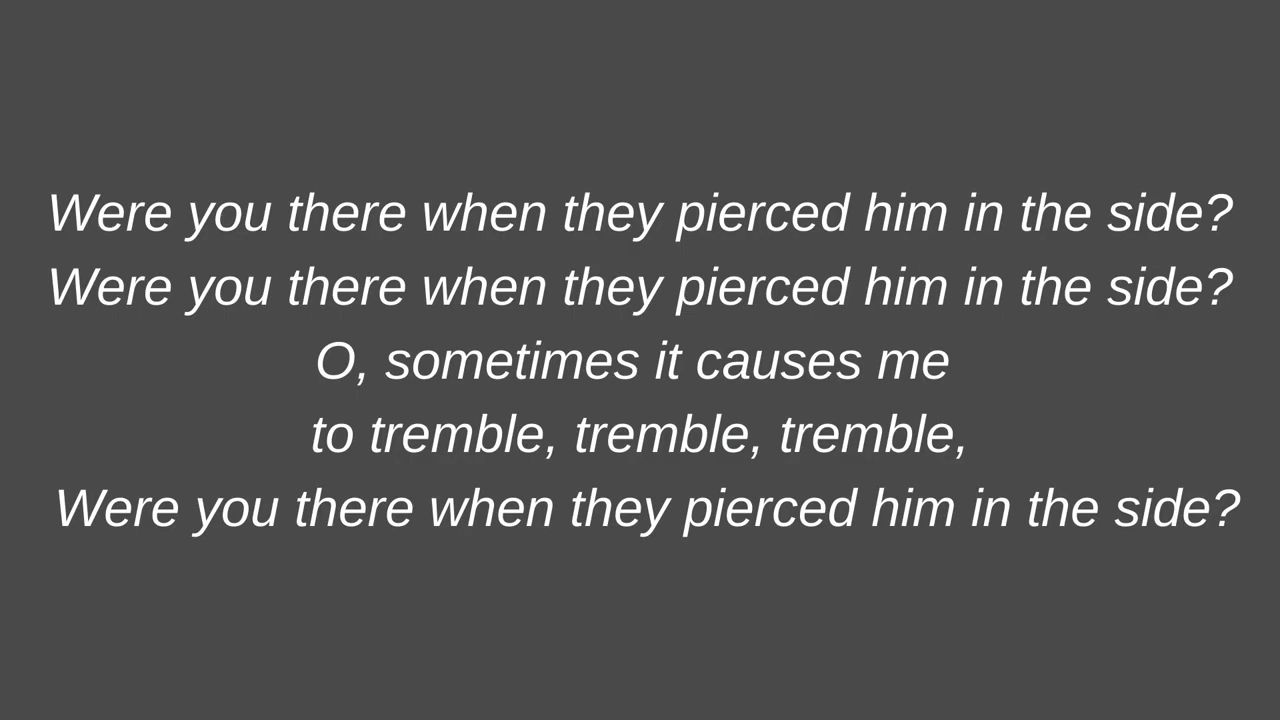 Were you there when they pierced him in the side?
Were you there when they pierced him in the side?
O, sometimes it causes me
to tremble, tremble, tremble,
Were you there when they pierced him in the side?